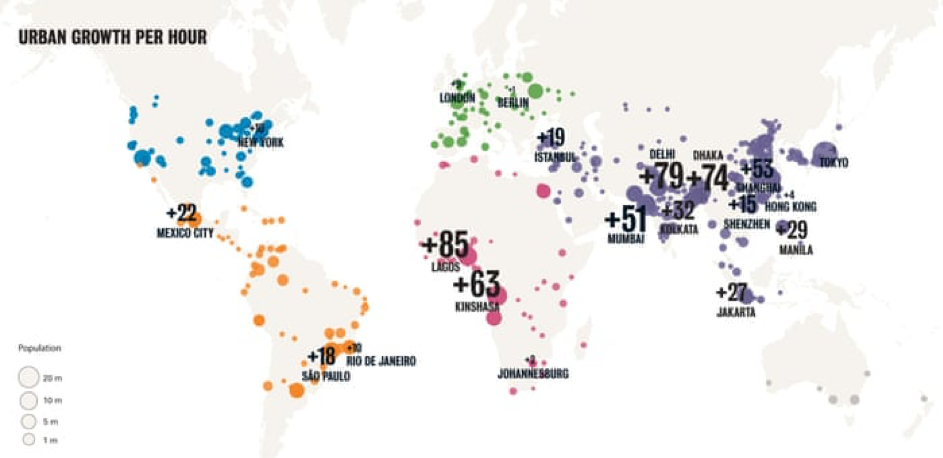 URBAN GROWTH PER HOUR
LONDON
BERLIN
NEW YORK
+19
ISTANBUL
DELHI
DHAKA
TOKYO
+79
+74
+53
SHANGHAI
+4
HONG KONG
+22
MEXICO CITY
+51
MUMBAI
+32
KOLKATA
+15
SHENZHEN
+29
MANILA
+85
LAGOS
+63
KINSHASA
+27
JAKARTA
+18
SÃO PAULO
+10
RIO DE JANEIRO
JOHANNESBURG
Population
20 m
10 m
5 m
1 m